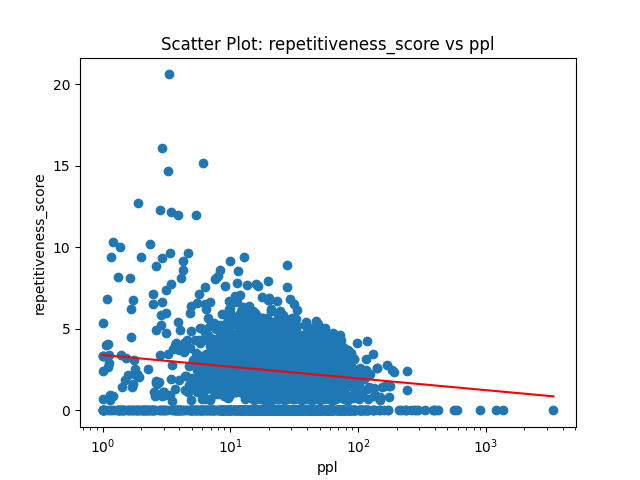 Scatter Plot: repetitiveness_score vs ppl
20
15
10
5
0
repetitiveness_score
10⁰ 10¹ 10² 10³
ppl